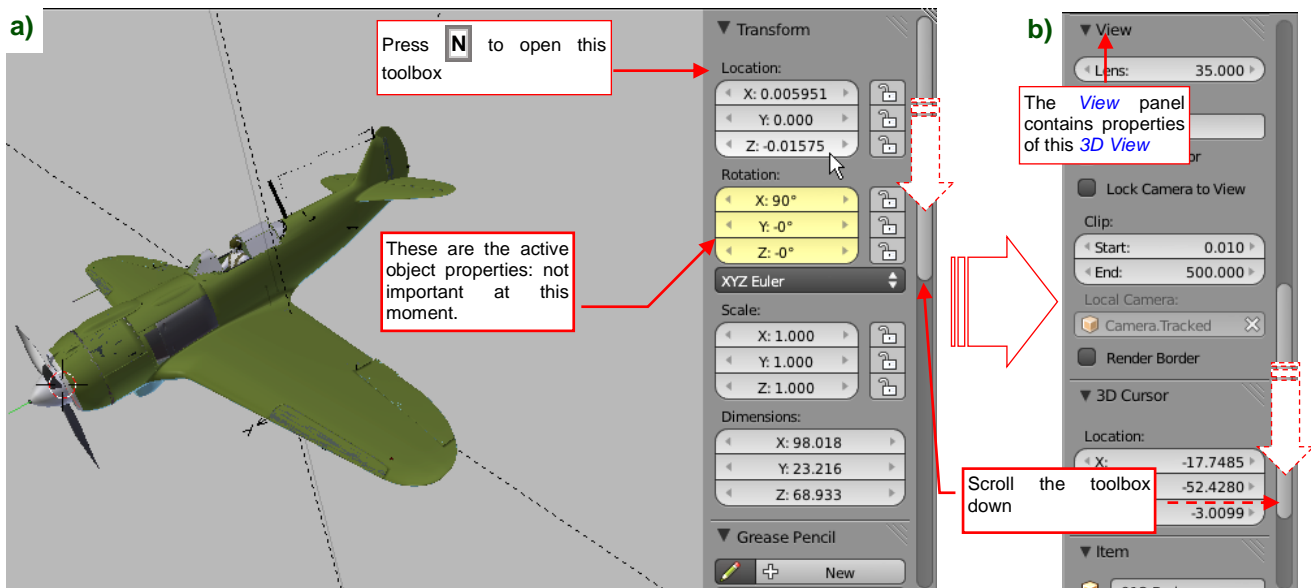 a)
Press N to open this
toolbox
These are the active
object properties: not
important at this
moment.
Transform
Location:
X: 0.005951
Y: 0.000
Z: -0.01575
Rotation:
X: 90°
Y: -0°
Z: -0°
XYZ Euler
Scale:
X: 1.000
Y: 1.000
Z: 1.000
Dimensions:
X: 98.018
Y: 23.216
Z: 68.933
Grease Pencil
New
Scroll the toolbox
down
b)
View
Lens: 35.000
The View panel
contains properties
of this 3D View
Lock Camera to View
Clip:
Start: 0.010
End: 500.000
Local Camera:
Camera.Tracked
Render Border
3D Cursor
Location:
X: -17.7485
-52.4280
-3.0099
Item